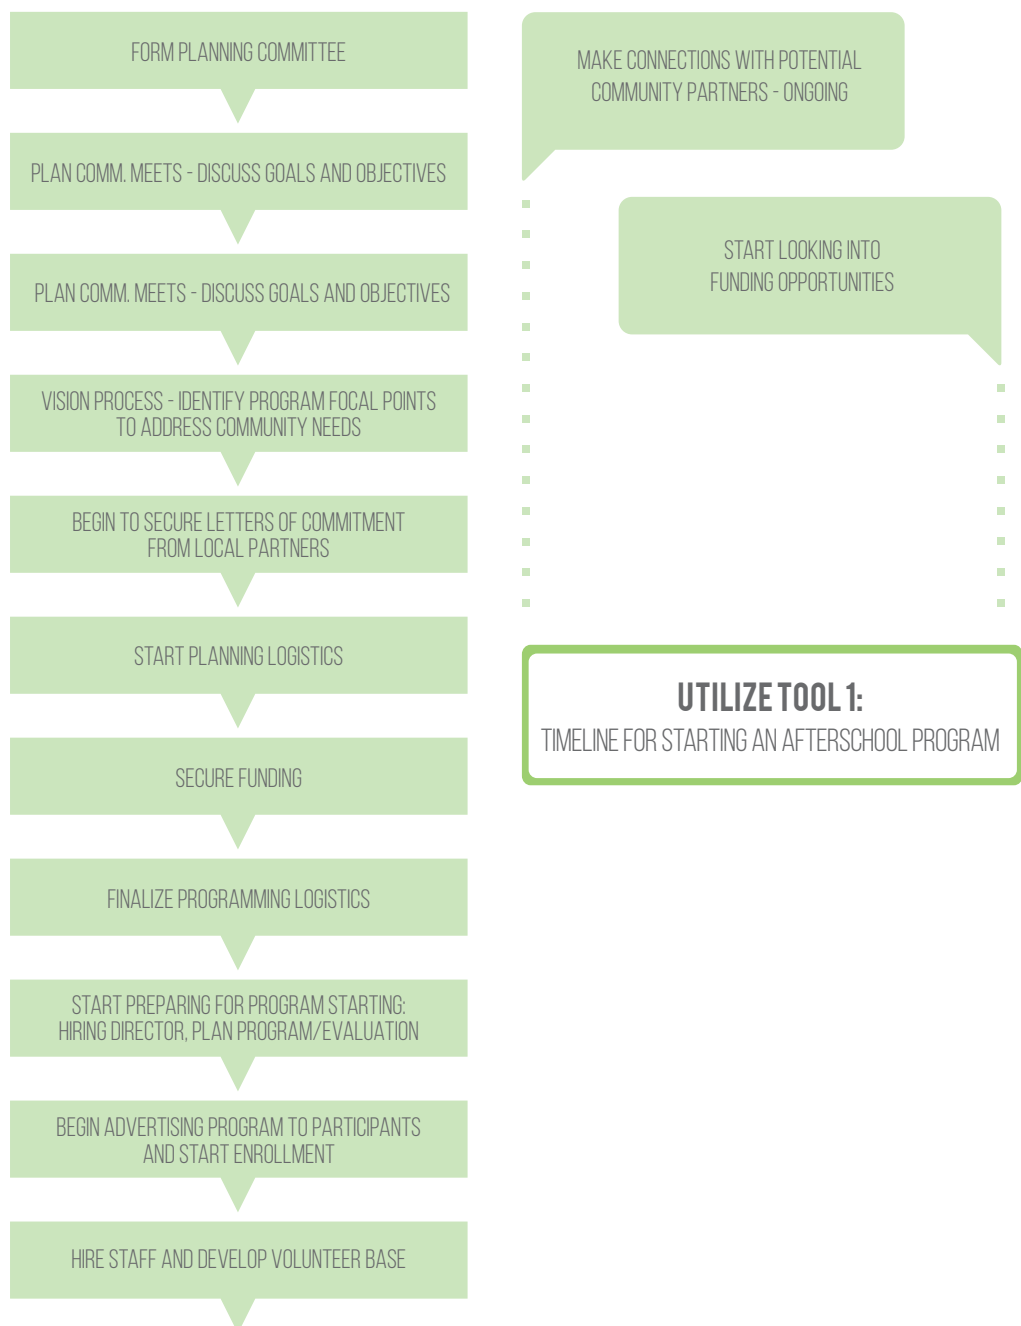 FORM PLANNING COMMITTEE
PLAN COMM. MEETS - DISCUSS GOALS AND OBJECTIVES
PLAN COMM. MEETS - DISCUSS GOALS AND OBJECTIVES
VISION PROCESS - IDENTIFY PROGRAM FOCAL POINTS
TO ADDRESS COMMUNITY NEEDS
BEGIN TO SECURE LETTERS OF COMMITMENT
FROM LOCAL PARTNERS
START PLANNING LOGISTICS
SECURE FUNDING
FINALIZE PROGRAMMING LOGISTICS
START PREPARING FOR PROGRAM STARTING:
HIRING DIRECTOR, PLAN PROGRAM/EVALUATION
BEGIN ADVERTISING PROGRAM TO PARTICIPANTS
AND START ENROLLMENT
HIRE STAFF AND DEVELOP VOLUNTEER BASE
MAKE CONNECTIONS WITH POTENTIAL
COMMUNITY PARTNERS - ONGOING
START LOOKING INTO
FUNDING OPPORTUNITIES
UTILIZE TOOL 1:
TIMELINE FOR STARTING AN AFTERSCHOOL PROGRAM